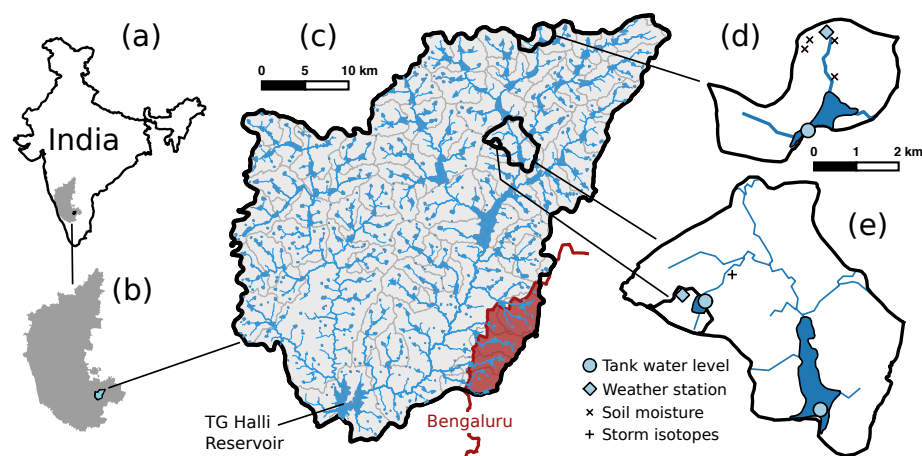 (a)
India
(b)
(c)
0 5 10 km
TG Halli
Reservoir
Bengaluru
(d)
0 1 2 km
(e)
Tank water level
Weather station
Soil moisture
Storm isotopes